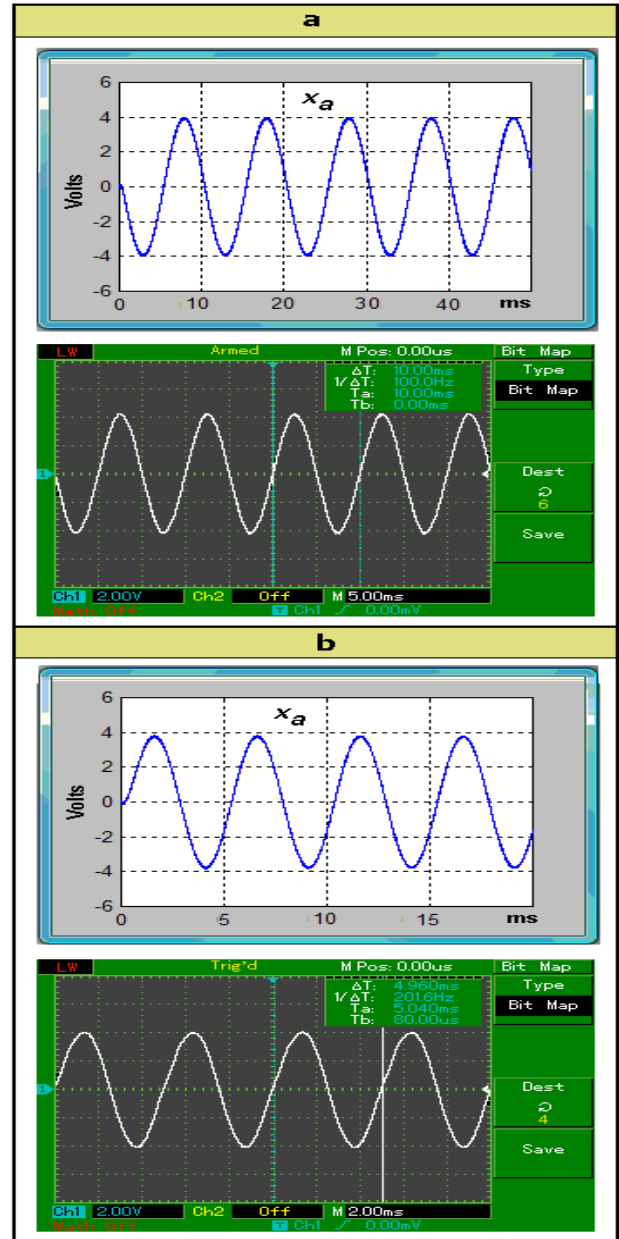 a
6
4
2
0
-2
-4
-6
Volts
xa
0 10 20 30 40 ms
LW Armed M Pos: 0.00us Bit Map
ΔT: 10.00ms
1/ΔT: 100.0Hz
Ta: 10.00ms
Tb: 0.00ms
Type
Bit Map
1
Dest
6
Save
Ch1 2.00V Ch2 Off M 5.00ms
Math Off T Ch1 0.00mV
b
6
4
2
0
-2
-4
-6
Volts
xa
0 5 10 15 ms
LW Trig'd M Pos: 0.00us Bit Map
ΔT: 4.960ms
1/ΔT: 201.6Hz
Ta: 5.040ms
Tb: 80.00us
Type
Bit Map
1
Dest
4
Save
Ch1 2.00V Ch2 Off M 2.00ms
Math Off T Ch1 0.00mV